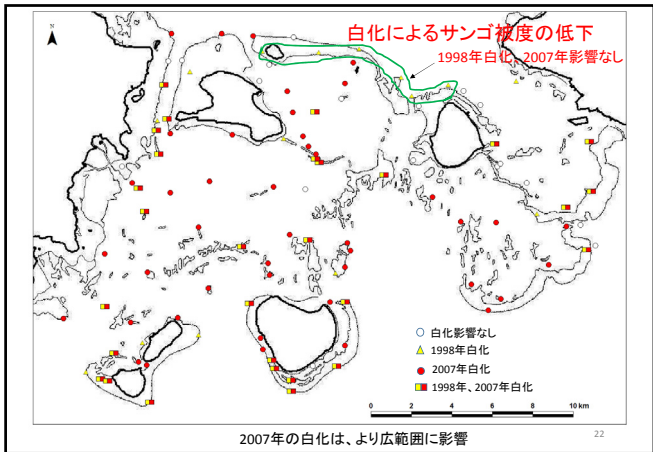 N
白化によるサンゴ被度の低下
1998年白化、2007年影響なし
白化影響なし
1998年白化
2007年白化
1998年、2007年白化
0 2 4 6 8 10 km
2007年の白化は、より広範囲に影響
22